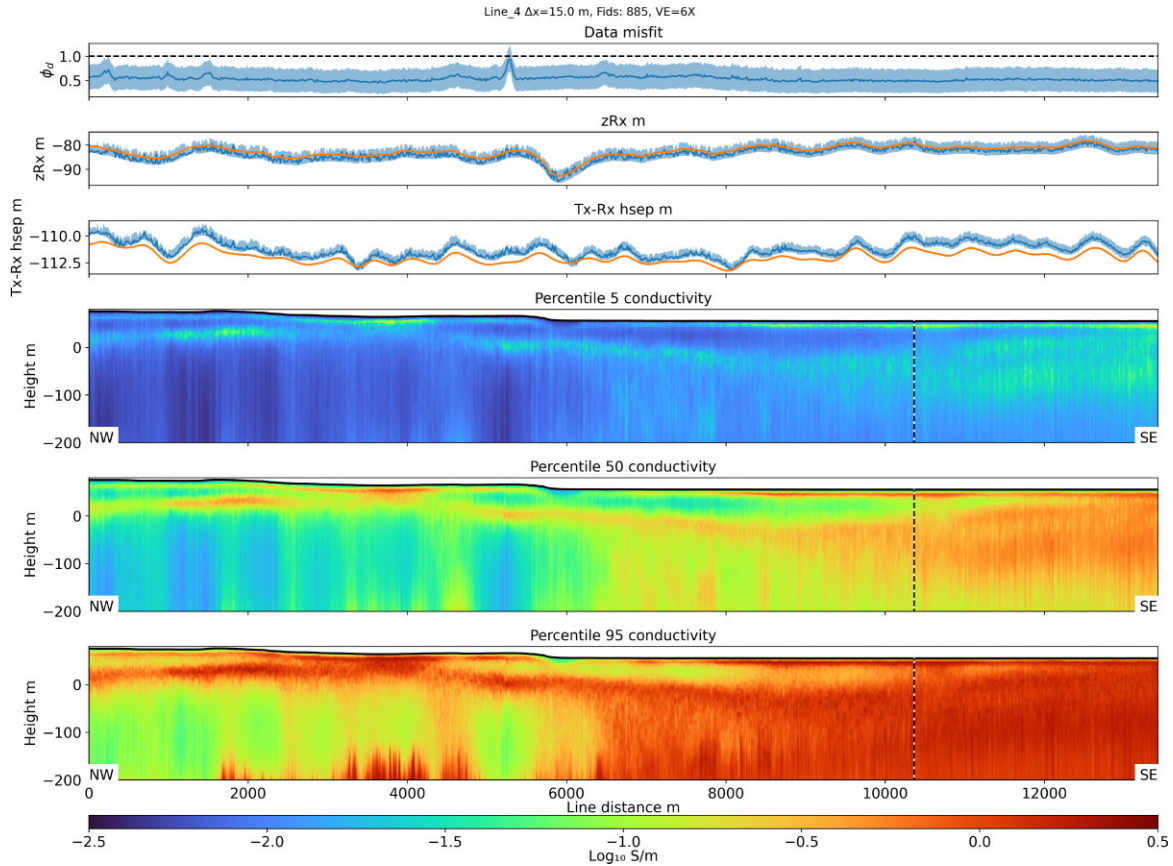 Line_4 Δx=15.0 m, Fids: 885, VE=6X
Data misfit
ϕd
1.0
0.5
zRx m
zRx m
−80
−90
Tx-Rx hsep m
Tx-Rx hsep m
−110.0
−112.5
Percentile 5 conductivity
Height m
0
−100
−200
NW
SE
Percentile 50 conductivity
Height m
0
−100
−200
NW
SE
Percentile 95 conductivity
Height m
0
−100
−200
NW
SE
0 2000 4000 6000 8000 10000 12000
Line distance m
−2.5 −2.0 −1.5 −1.0 −0.5 0.0 0.5
Log₁₀ S/m